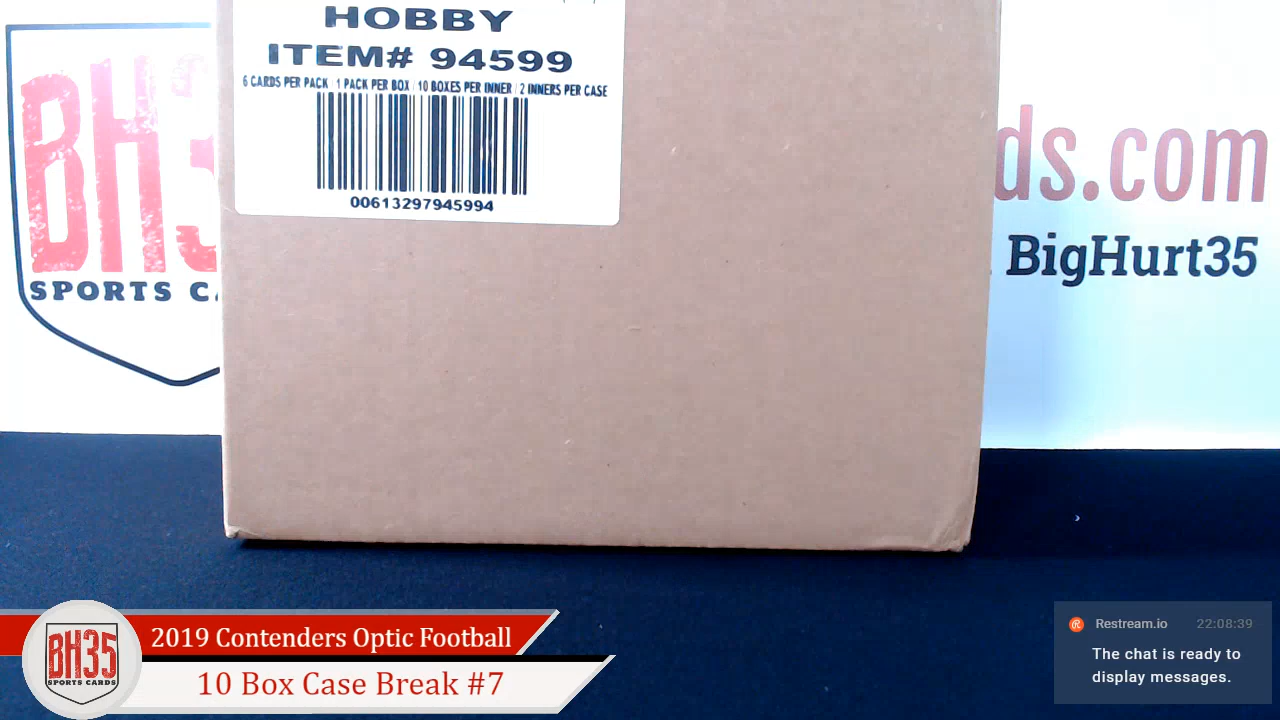 HOBBY
ITEM# 94599
6 CARDS PER PACK / 1 PACK PER BOX / 10 BOXES PER INNER / 2 INNERS PER CASE
00613297945994
BH3
SPORTS C
ds.com
BigHurt35
BH35
SPORTS CARDS
2019 Contenders Optic Football
10 Box Case Break #7
Restream.io 22:08:39
The chat is ready to
display messages.